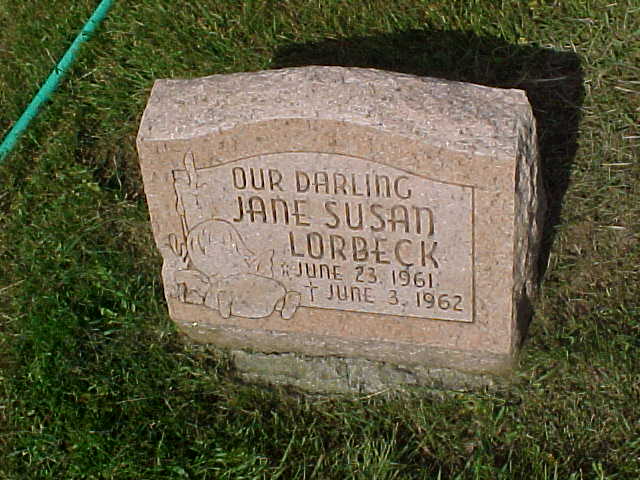 OUR DARLING
JANE SUSAN
LORBECK
☆ JUNE 23, 1961
† JUNE 3, 1962